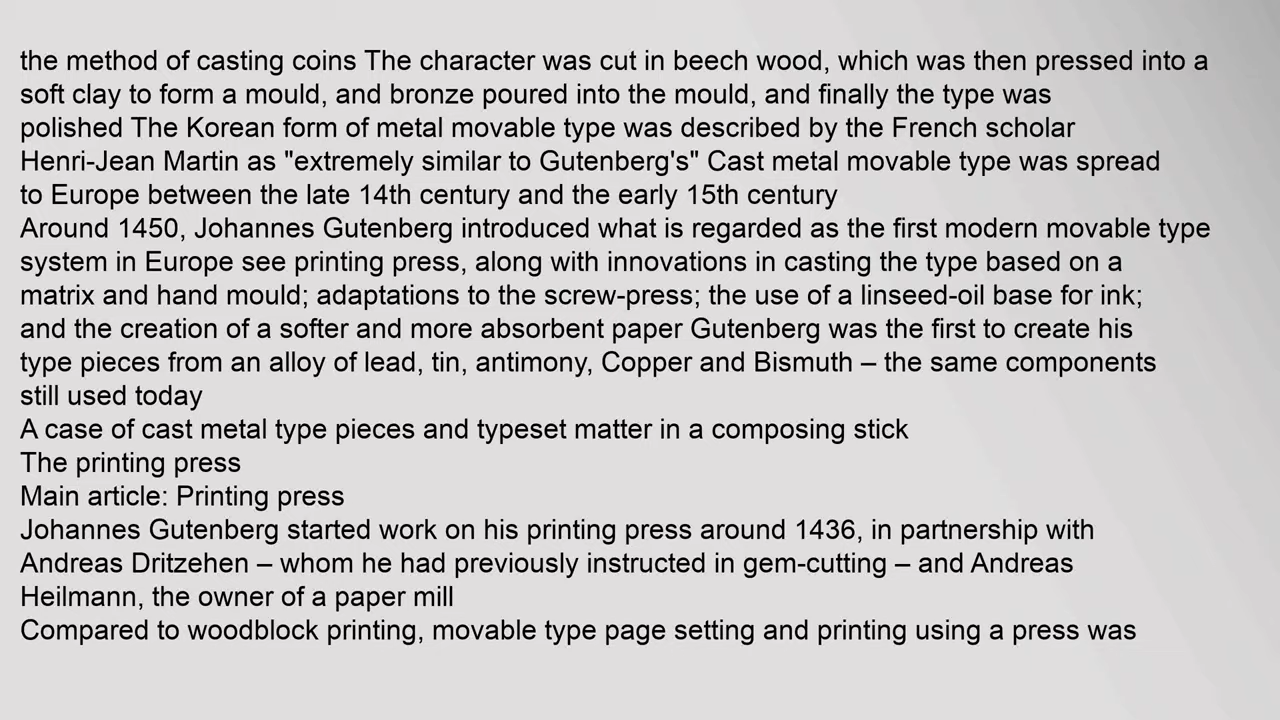 the method of casting coins The character was cut in beech wood, which was then pressed into a
soft clay to form a mould, and bronze poured into the mould, and finally the type was
polished The Korean form of metal movable type was described by the French scholar
Henri-Jean Martin as "extremely similar to Gutenberg's" Cast metal movable type was spread
to Europe between the late 14th century and the early 15th century
Around 1450, Johannes Gutenberg introduced what is regarded as the first modern movable type
system in Europe see printing press, along with innovations in casting the type based on a
matrix and hand mould; adaptations to the screw-press; the use of a linseed-oil base for ink;
and the creation of a softer and more absorbent paper Gutenberg was the first to create his
type pieces from an alloy of lead, tin, antimony, Copper and Bismuth – the same components
still used today
A case of cast metal type pieces and typeset matter in a composing stick
The printing press
Main article: Printing press
Johannes Gutenberg started work on his printing press around 1436, in partnership with
Andreas Dritzehen – whom he had previously instructed in gem-cutting – and Andreas
Heilmann, the owner of a paper mill
Compared to woodblock printing, movable type page setting and printing using a press was